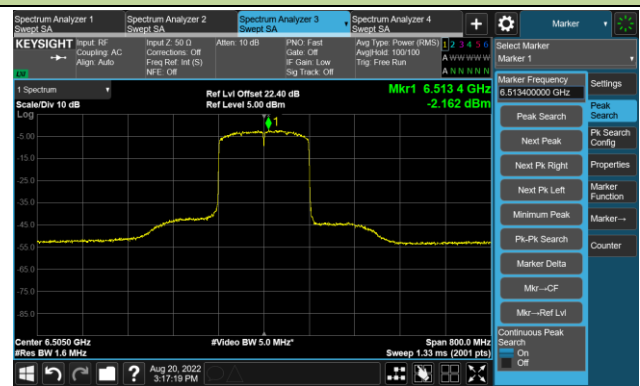 Spectrum Analyzer 1
Swept SA
Spectrum Analyzer 2
Swept SA
Spectrum Analyzer 3
Swept SA
Spectrum Analyzer 4
Swept SA
+
Marker
KEYSIGHT
Input: RF
Coupling: AC
Align: Auto
Input Z: 50 Ω
Corrections: Off
Freq Ref: Int (S)
NFE: Off
Atten: 10 dB
PNO: Fast
Gate: Off
IF Gain: Low
Sig Track: Off
Avg Type: Power (RMS)
Avg|Hold: 100/100
Trig: Free Run
1 2 3 4 5 6
A W W W W W
A N N N N N
LXI
1 Spectrum
Scale/Div 10 dB
Log
Ref Lvl Offset 22.40 dB
Ref Level 5.00 dBm
Mkr1 6.513 4 GHz
-2.162 dBm
1
-5.00
-15.0
-25.0
-35.0
-45.0
-55.0
-65.0
-75.0
-85.0
Center 6.5050 GHz
#Res BW 1.6 MHz
#Video BW 5.0 MHz*
Span 800.0 MHz
Sweep 1.33 ms (2001 pts)
Select Marker
Marker 1
Marker Frequency
6.513400000 GHz
Peak Search
Next Peak
Next Pk Right
Next Pk Left
Minimum Peak
Pk-Pk Search
Marker Delta
Mkr→CF
Mkr→Ref Lvl
Continuous Peak
Search
On
Off
Settings
Peak
Search
Pk Search
Config
Properties
Marker
Function
Marker→
Counter
?
Aug 20, 2022
3:17:19 PM